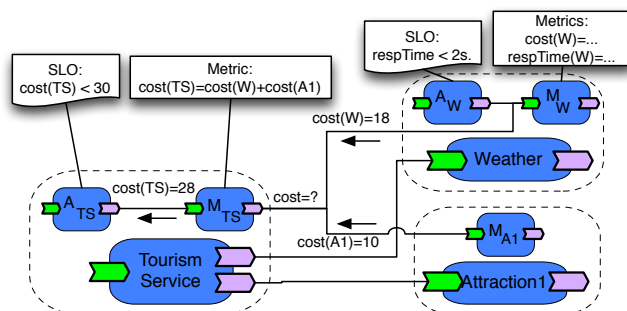 SLO:
cost(TS) < 30
Metric:
cost(TS)=cost(W)+cost(A1)
SLO:
respTime < 2s.
Metrics:
cost(W)=...
respTime(W)=...
A W
M W
cost(W)=18
Weather
A TS
cost(TS)=28
M TS
cost=?
cost(A1)=10
M A1
Tourism
Service
Attraction1